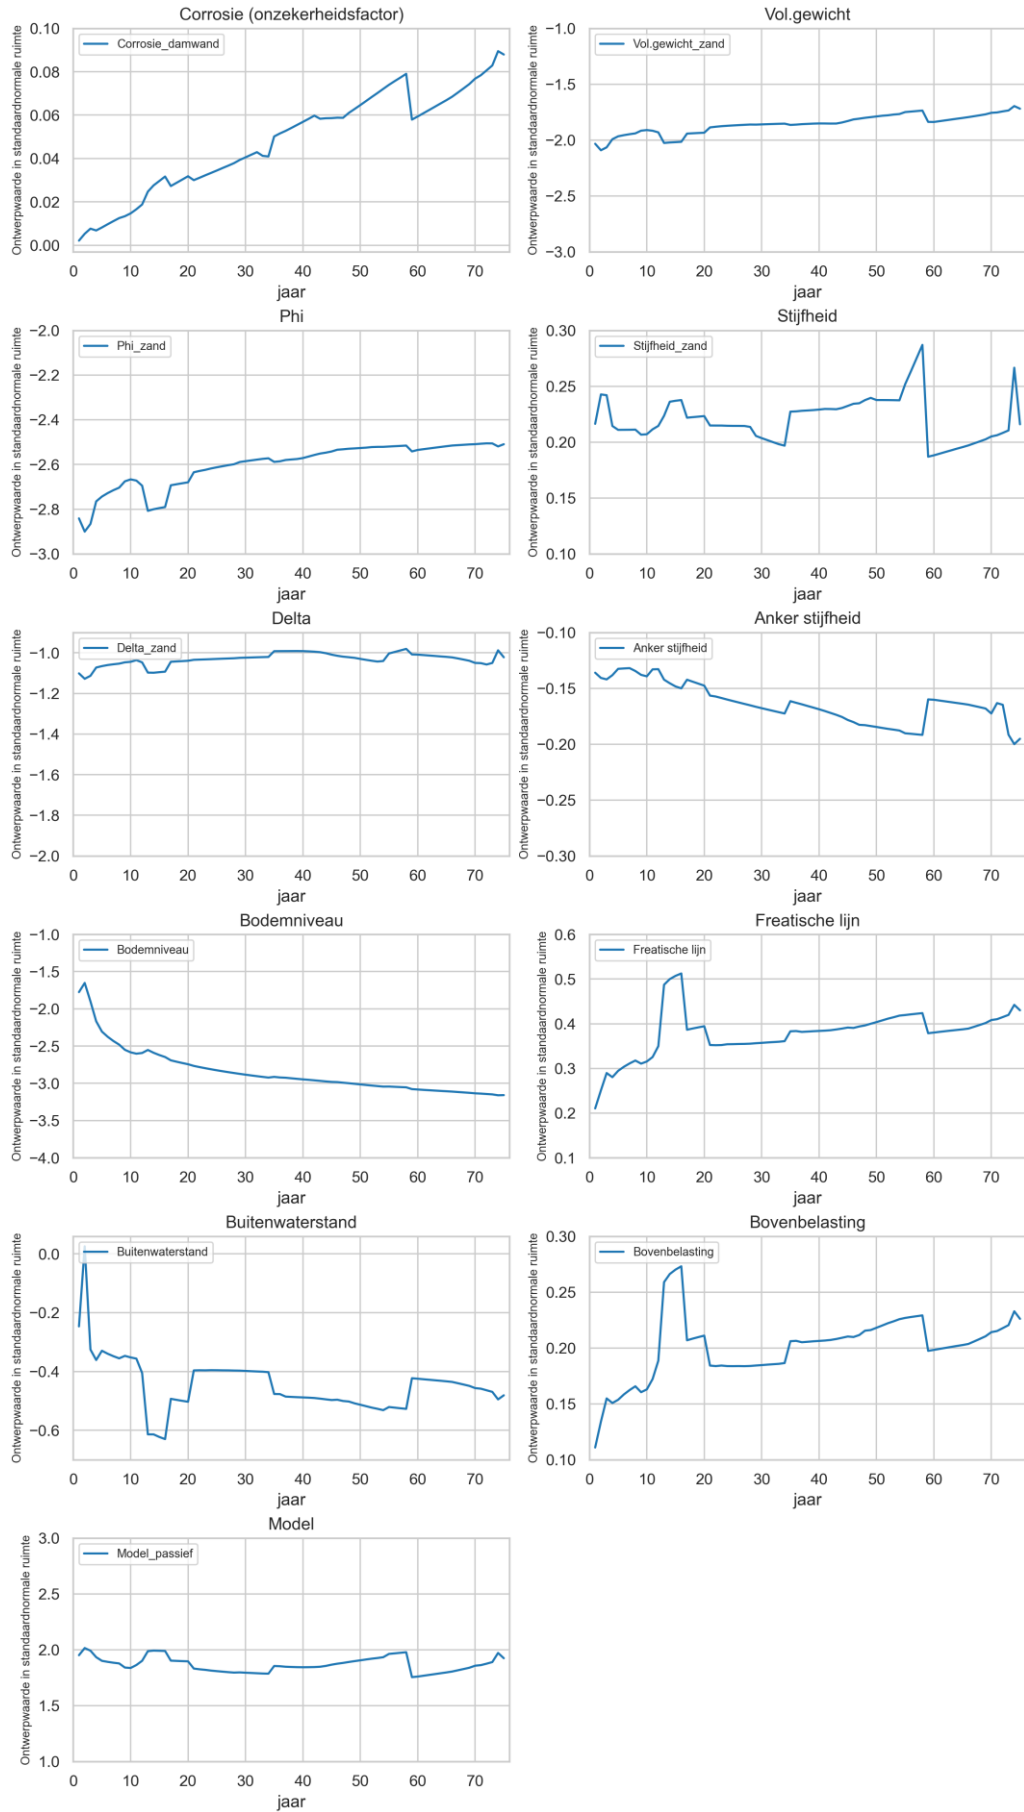 Corrosie (onzekerheidsfactor)
Ontwerpwaarde in standaardnormale ruimte
0.10
0.08
0.06
0.04
0.02
0.00
Corrosie_damwand
0 10 20 30 40 50 60 70
jaar
Vol.gewicht
Ontwerpwaarde in standaardnormale ruimte
−1.0
−1.5
−2.0
−2.5
−3.0
Vol.gewicht_zand
0 10 20 30 40 50 60 70
jaar
Phi
Ontwerpwaarde in standaardnormale ruimte
−2.0
−2.2
−2.4
−2.6
−2.8
−3.0
Phi_zand
0 10 20 30 40 50 60 70
jaar
Stijfheid
Ontwerpwaarde in standaardnormale ruimte
0.30
0.25
0.20
0.15
0.10
Stijfheid_zand
0 10 20 30 40 50 60 70
jaar
Delta
Ontwerpwaarde in standaardnormale ruimte
−1.0
−1.2
−1.4
−1.6
−1.8
−2.0
Delta_zand
0 10 20 30 40 50 60 70
jaar
Anker stijfheid
Ontwerpwaarde in standaardnormale ruimte
−0.10
−0.15
−0.20
−0.25
−0.30
Anker stijfheid
0 10 20 30 40 50 60 70
jaar
Bodemniveau
Ontwerpwaarde in standaardnormale ruimte
−1.0
−1.5
−2.0
−2.5
−3.0
−3.5
−4.0
Bodemniveau
0 10 20 30 40 50 60 70
jaar
Freatische lijn
Ontwerpwaarde in standaardnormale ruimte
0.6
0.5
0.4
0.3
0.2
0.1
Freatische lijn
0 10 20 30 40 50 60 70
jaar
Buitenwaterstand
Ontwerpwaarde in standaardnormale ruimte
0.0
−0.2
−0.4
−0.6
Buitenwaterstand
0 10 20 30 40 50 60 70
jaar
Bovenbelasting
Ontwerpwaarde in standaardnormale ruimte
0.30
0.25
0.20
0.15
0.10
Bovenbelasting
0 10 20 30 40 50 60 70
jaar
Model
Ontwerpwaarde in standaardnormale ruimte
3.0
2.5
2.0
1.5
1.0
Model_passief
0 10 20 30 40 50 60 70
jaar